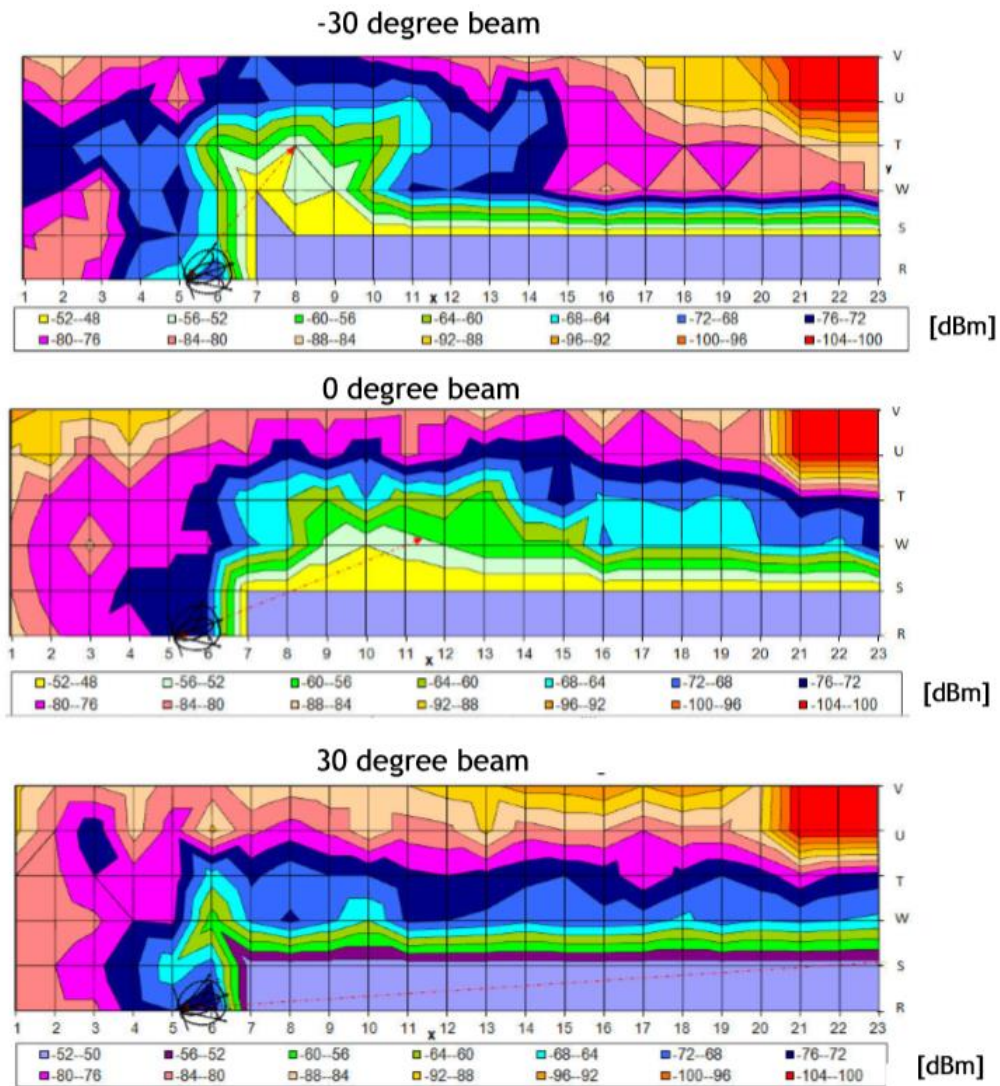 -30 degree beam
V
U
T
y
W
S
R
1 2 3 4 5 6 7 8 9 10 11 x 12 13 14 15 16 17 18 19 20 21 22 23
-52--48 -56--52 -60--56 -64--60 -68--64 -72--68 -76--72
-80--76 -84--80 -88--84 -92--88 -96--92 -100--96 -104--100
[dBm]
0 degree beam
V
U
T
W
S
R
1 2 3 4 5 6 7 8 9 10 11 x 12 13 14 15 16 17 18 19 20 21 22 23
-52--48 -56--52 -60--56 -64--60 -68--64 -72--68 -76--72
-80--76 -84--80 -88--84 -92--88 -96--92 -100--96 -104--100
[dBm]
30 degree beam
V
U
T
W
S
R
1 2 3 4 5 6 7 8 9 10 11 x 12 13 14 15 16 17 18 19 20 21 22 23
-52--50 -56--52 -60--56 -64--60 -68--64 -72--68 -76--72
-80--76 -84--80 -88--84 -92--88 -96--92 -100--96 -104--100
[dBm]